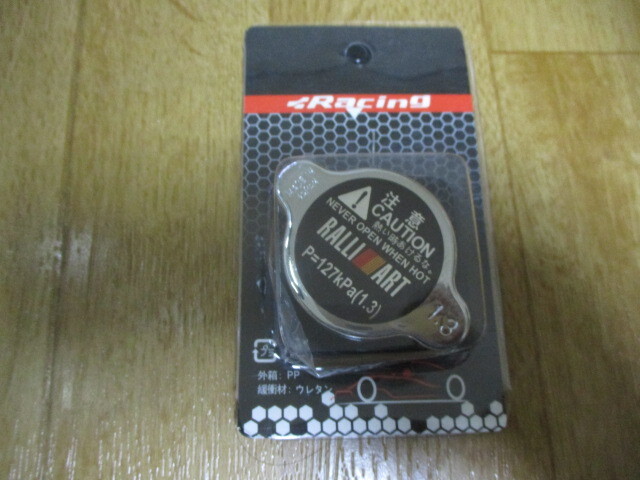 Racing
注意
CAUTION
熱い時あけるな。
NEVER OPEN WHEN HOT
RALLI ART
P=127kPa(1.3)
1.3
外箱: PP
緩衝材: ウレタン